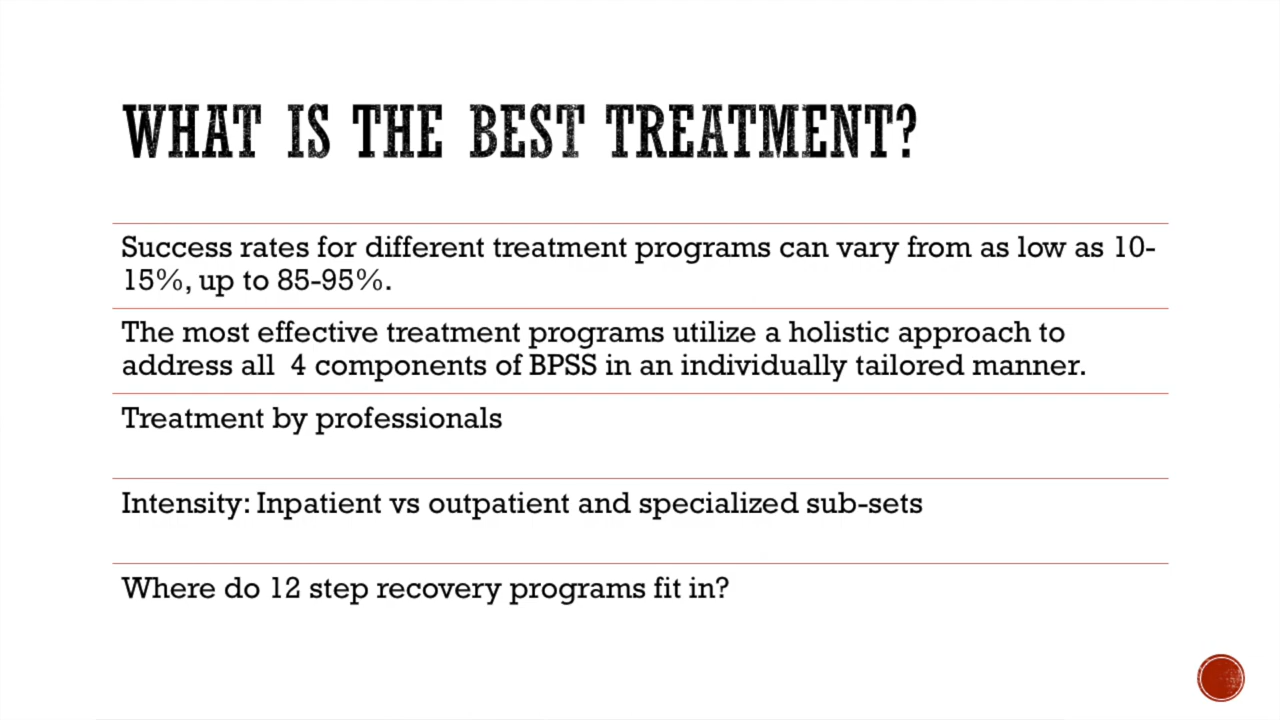 WHAT IS THE BEST TREATMENT?
Success rates for different treatment programs can vary from as low as 10-
15%, up to 85-95%.
The most effective treatment programs utilize a holistic approach to
address all  4 components of BPSS in an individually tailored manner.
Treatment by professionals
Intensity: Inpatient vs outpatient and specialized sub-sets
Where do 12 step recovery programs fit in?